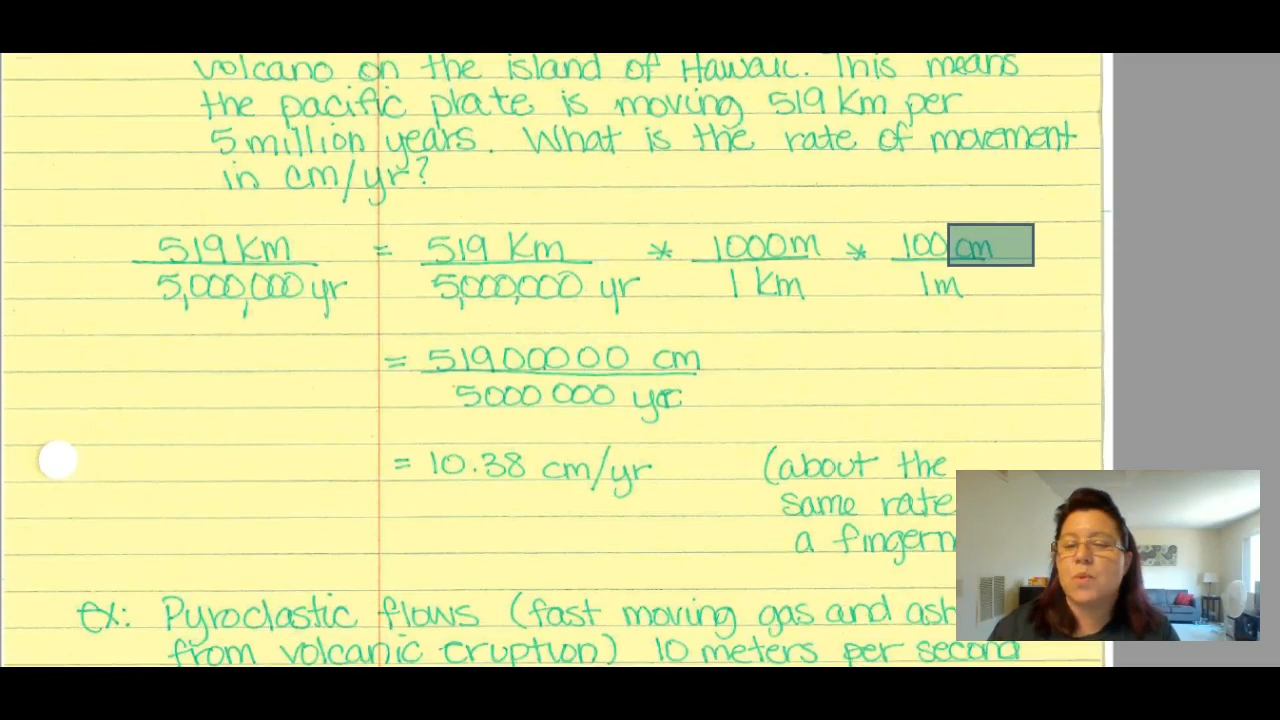 volcano on the island of Hawaii. This means
the pacific plate is moving 519 Km per
5 million years. What is the rate of movement
in cm/yr?
519 Km = 519 Km * 1000m * 100 cm
5,000,000 yr 5,000,000 yr 1 Km 1m
= 51900000 cm
5000 000 yr
= 10.38 cm/yr (about the
same rate
a
ex: Pyroclastic flows (fast moving gas and ash
from volcanic eruption) 10 meters per second